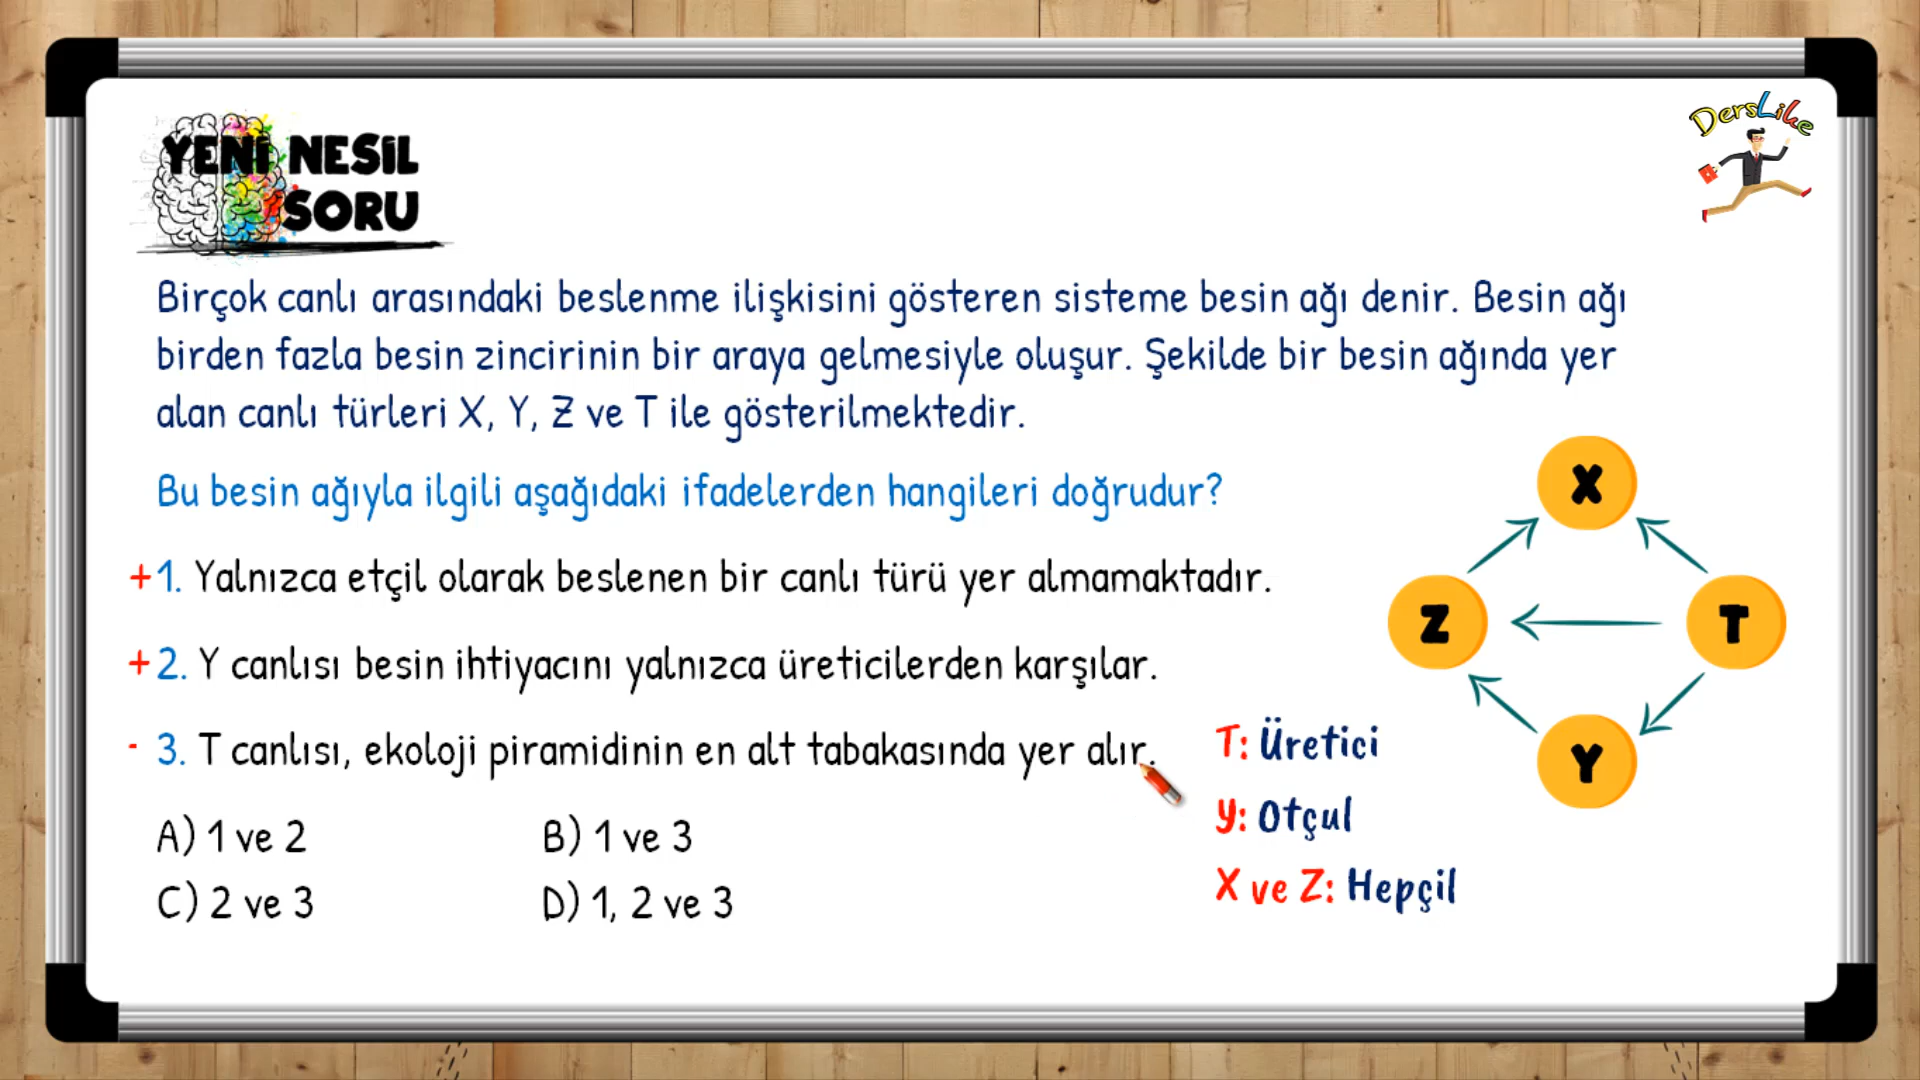 YENİ NESİL
SORU
DersLike
Birçok canlı arasındaki beslenme ilişkisini gösteren sisteme besin ağı denir. Besin ağı
birden fazla besin zincirinin bir araya gelmesiyle oluşur. Şekilde bir besin ağında yer
alan canlı türleri X, Y, Z ve T ile gösterilmektedir.
Bu besin ağıyla ilgili aşağıdaki ifadelerden hangileri doğrudur?
+1. Yalnızca etçil olarak beslenen bir canlı türü yer almamaktadır.
+2. Y canlısı besin ihtiyacını yalnızca üreticilerden karşılar.
- 3. T canlısı, ekoloji piramidinin en alt tabakasında yer alır.
A) 1 ve 2 B) 1 ve 3
C) 2 ve 3 D) 1, 2 ve 3
X
Z T
Y
T: Üretici
Y: Otçul
X ve Z: Hepçil